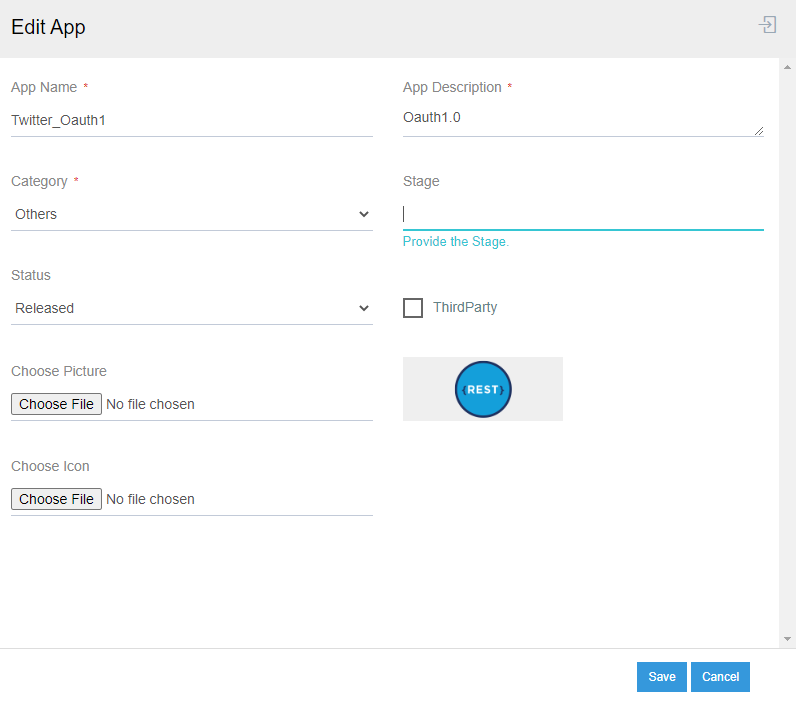 Edit App
App Name *
App Description *
Twitter_Oauth1
Oauth1.0
Category *
Stage
Others
Provide the Stage.
Status
Released
ThirdParty
Choose Picture
Choose File No file chosen
{REST}
Choose Icon
Choose File No file chosen
Save
Cancel